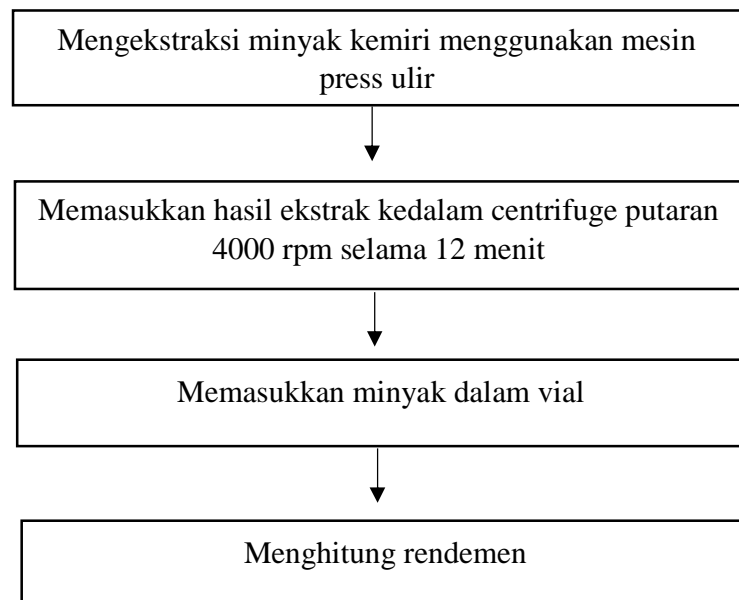 Mengekstraksi minyak kemiri menggunakan mesin
press ulir
Memasukkan hasil ekstrak kedalam centrifuge putaran
4000 rpm selama 12 menit
Memasukkan minyak dalam vial
Menghitung rendemen